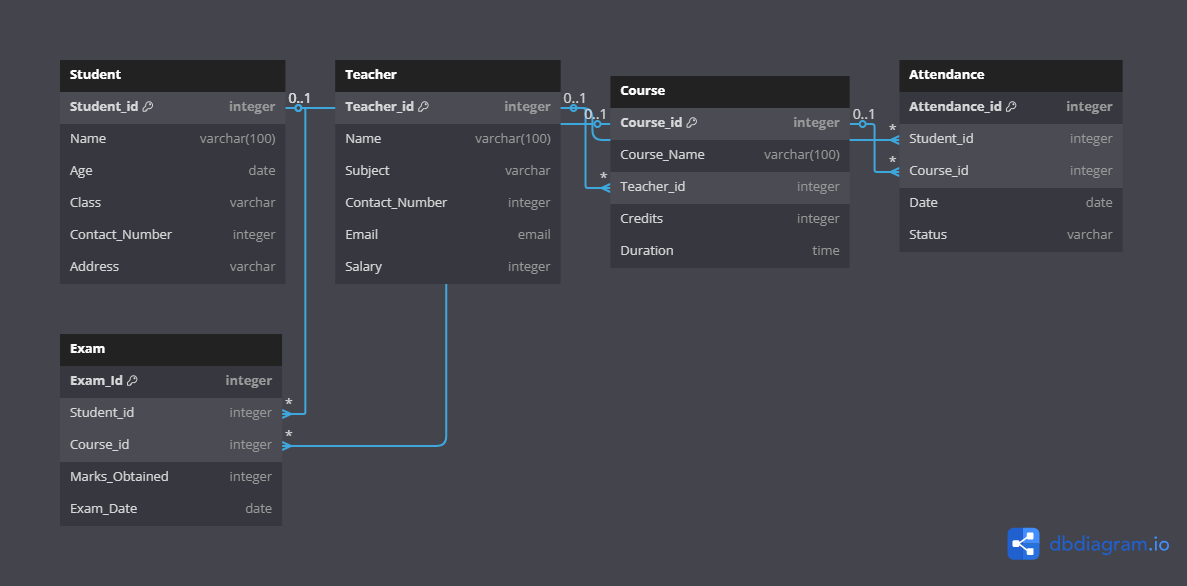 Student
Student_id integer
Name varchar(100)
Age date
Class varchar
Contact_Number integer
Address varchar
0..1
Teacher
Teacher_id integer
Name varchar(100)
Subject varchar
Contact_Number integer
Email email
Salary integer
0..1
0..1
*
Course
Course_id integer
Course_Name varchar(100)
Teacher_id integer
Credits integer
Duration time
0..1
*
*
Attendance
Attendance_id integer
Student_id integer
Course_id integer
Date date
Status varchar
Exam
Exam_Id integer
Student_id integer
Course_id integer
Marks_Obtained integer
Exam_Date date
*
*
dbdiagram.io